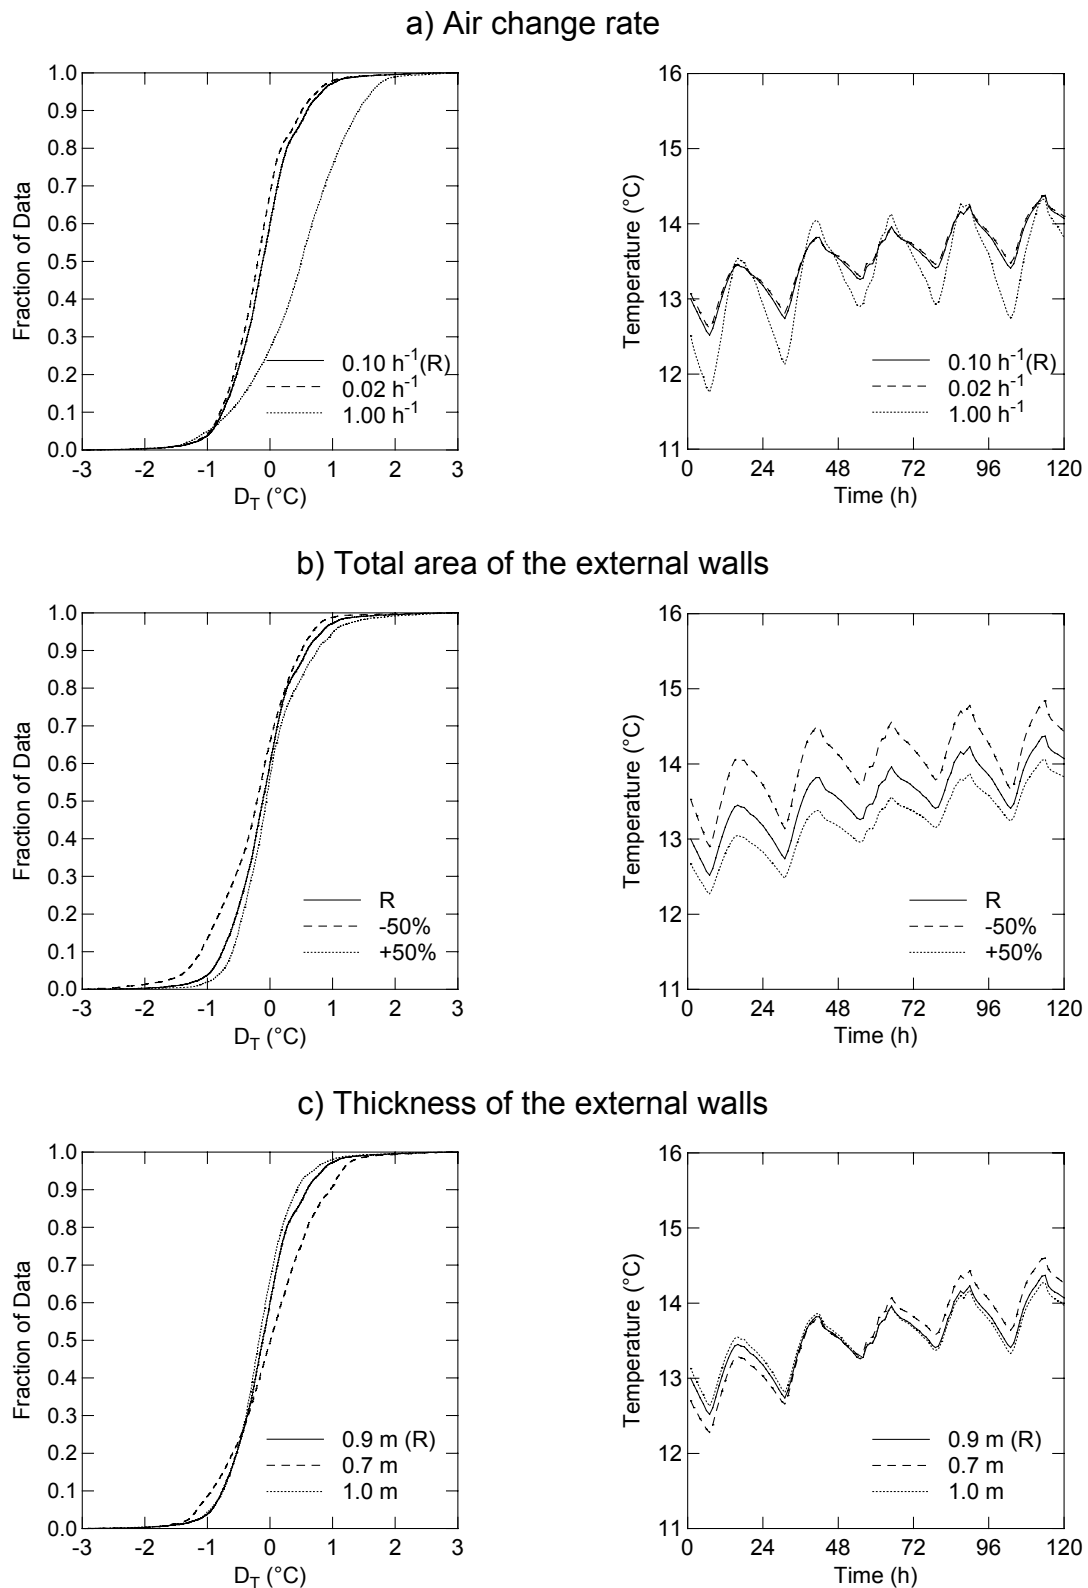 a) Air change rate
1.0
0.9
0.8
0.7
0.6
0.5
0.4
0.3
0.2
0.1
0.0
Fraction of Data
0.10 h-1(R)
0.02 h-1
1.00 h-1
-3 -2 -1 0 1 2 3
DT (°C)
16
15
14
13
12
11
Temperature (°C)
0.10 h-1(R)
0.02 h-1
1.00 h-1
0 24 48 72 96 120
Time (h)
b) Total area of the external walls
1.0
0.9
0.8
0.7
0.6
0.5
0.4
0.3
0.2
0.1
0.0
Fraction of Data
R
-50%
+50%
-3 -2 -1 0 1 2 3
DT (°C)
16
15
14
13
12
11
Temperature (°C)
R
-50%
+50%
0 24 48 72 96 120
Time (h)
c) Thickness of the external walls
1.0
0.9
0.8
0.7
0.6
0.5
0.4
0.3
0.2
0.1
0.0
Fraction of Data
0.9 m (R)
0.7 m
1.0 m
-3 -2 -1 0 1 2 3
DT (°C)
16
15
14
13
12
11
Temperature (°C)
0.9 m (R)
0.7 m
1.0 m
0 24 48 72 96 120
Time (h)